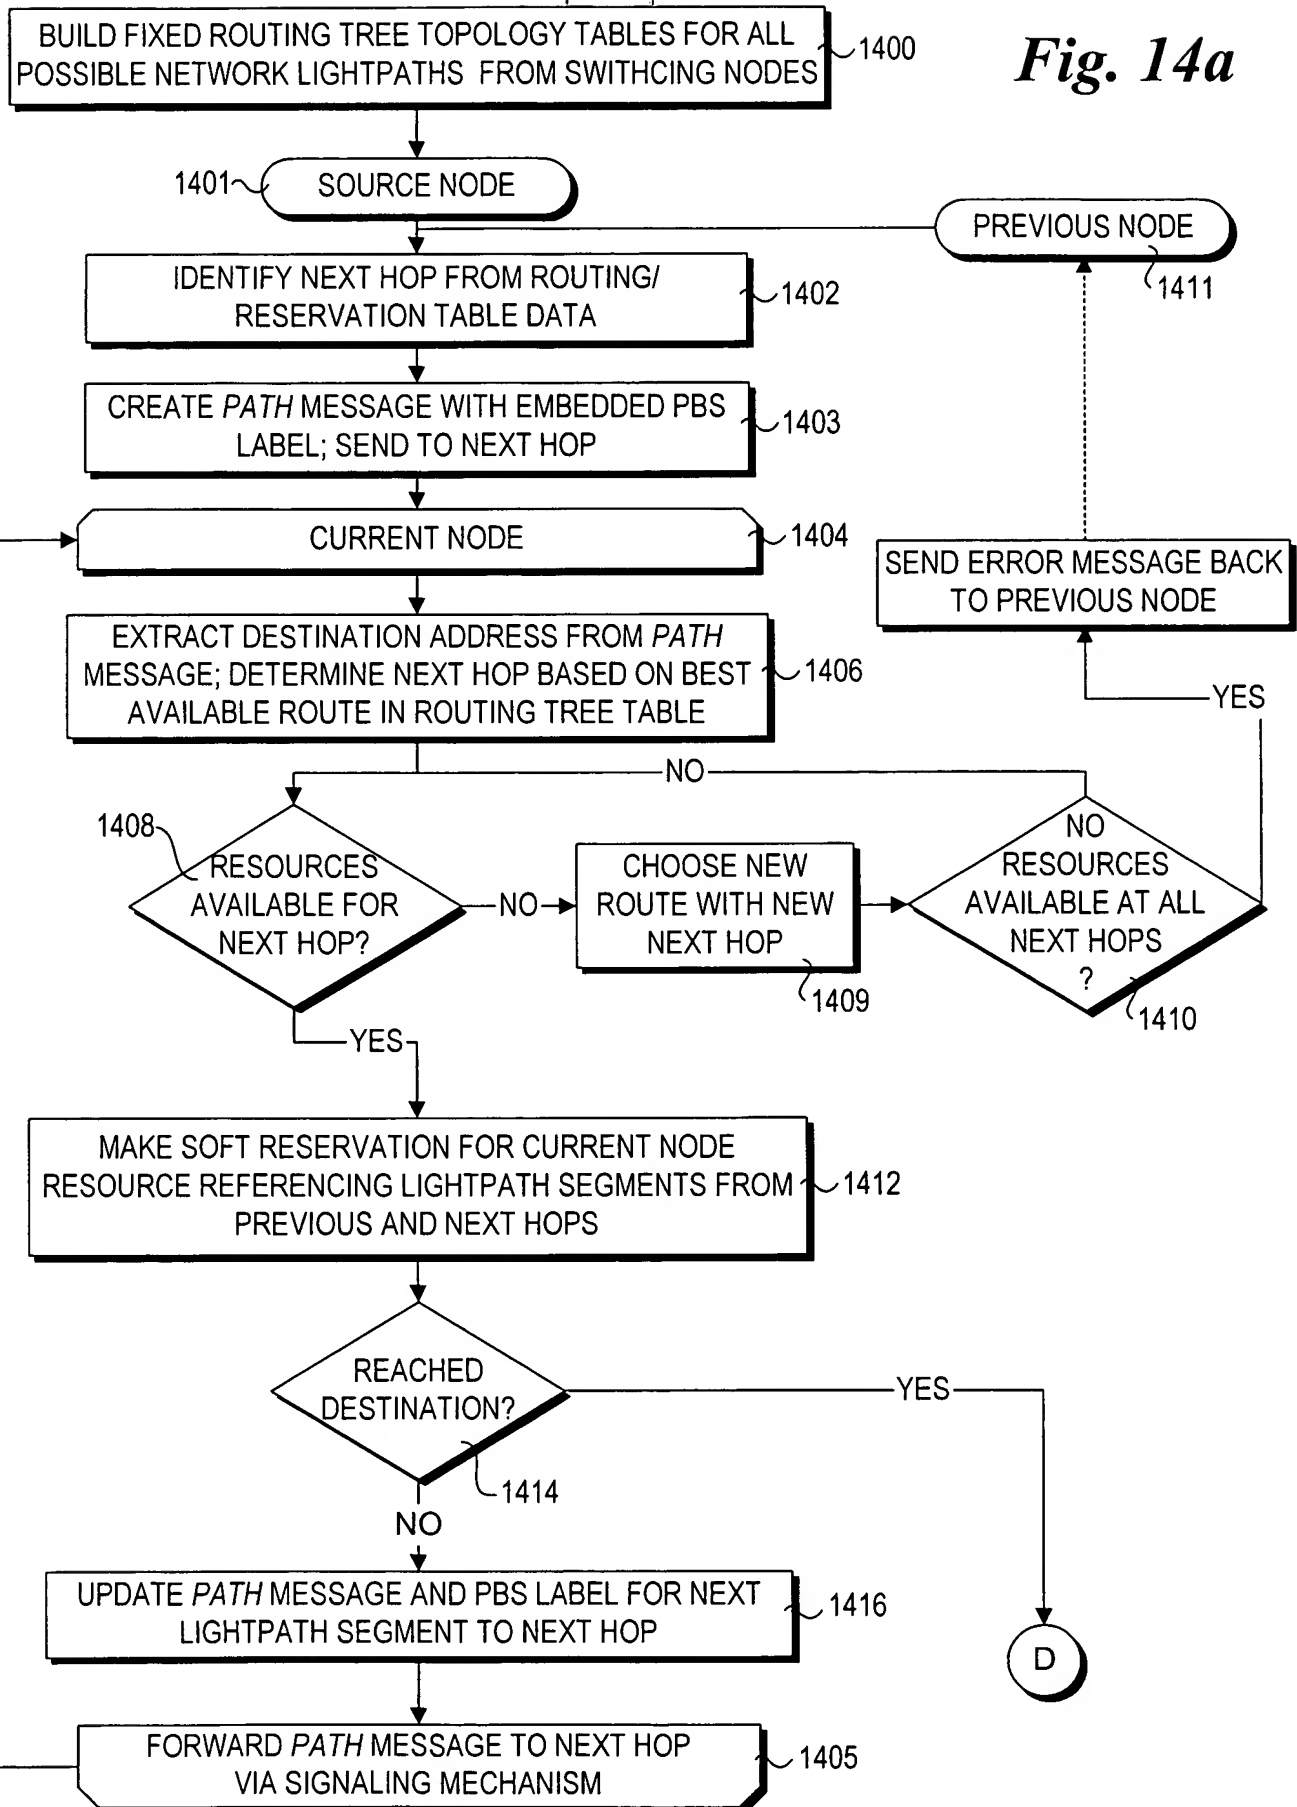 BUILD FIXED ROUTING TREE TOPOLOGY TABLES FOR ALL
POSSIBLE NETWORK LIGHTPATHS FROM SWITHCING NODES
1400
Fig. 14a
1401
SOURCE NODE
PREVIOUS NODE
1411
IDENTIFY NEXT HOP FROM ROUTING/
RESERVATION TABLE DATA
1402
CREATE PATH MESSAGE WITH EMBEDDED PBS
LABEL; SEND TO NEXT HOP
1403
CURRENT NODE
1404
SEND ERROR MESSAGE BACK
TO PREVIOUS NODE
EXTRACT DESTINATION ADDRESS FROM PATH
MESSAGE; DETERMINE NEXT HOP BASED ON BEST
AVAILABLE ROUTE IN ROUTING TREE TABLE
1406
YES
NO
1408
RESOURCES
AVAILABLE FOR
NEXT HOP?
NO
CHOOSE NEW
ROUTE WITH NEW
NEXT HOP
1409
NO
RESOURCES
AVAILABLE AT ALL
NEXT HOPS
?
1410
YES
MAKE SOFT RESERVATION FOR CURRENT NODE
RESOURCE REFERENCING LIGHTPATH SEGMENTS FROM
PREVIOUS AND NEXT HOPS
1412
REACHED
DESTINATION?
1414
YES
NO
UPDATE PATH MESSAGE AND PBS LABEL FOR NEXT
LIGHTPATH SEGMENT TO NEXT HOP
1416
D
FORWARD PATH MESSAGE TO NEXT HOP
VIA SIGNALING MECHANISM
1405